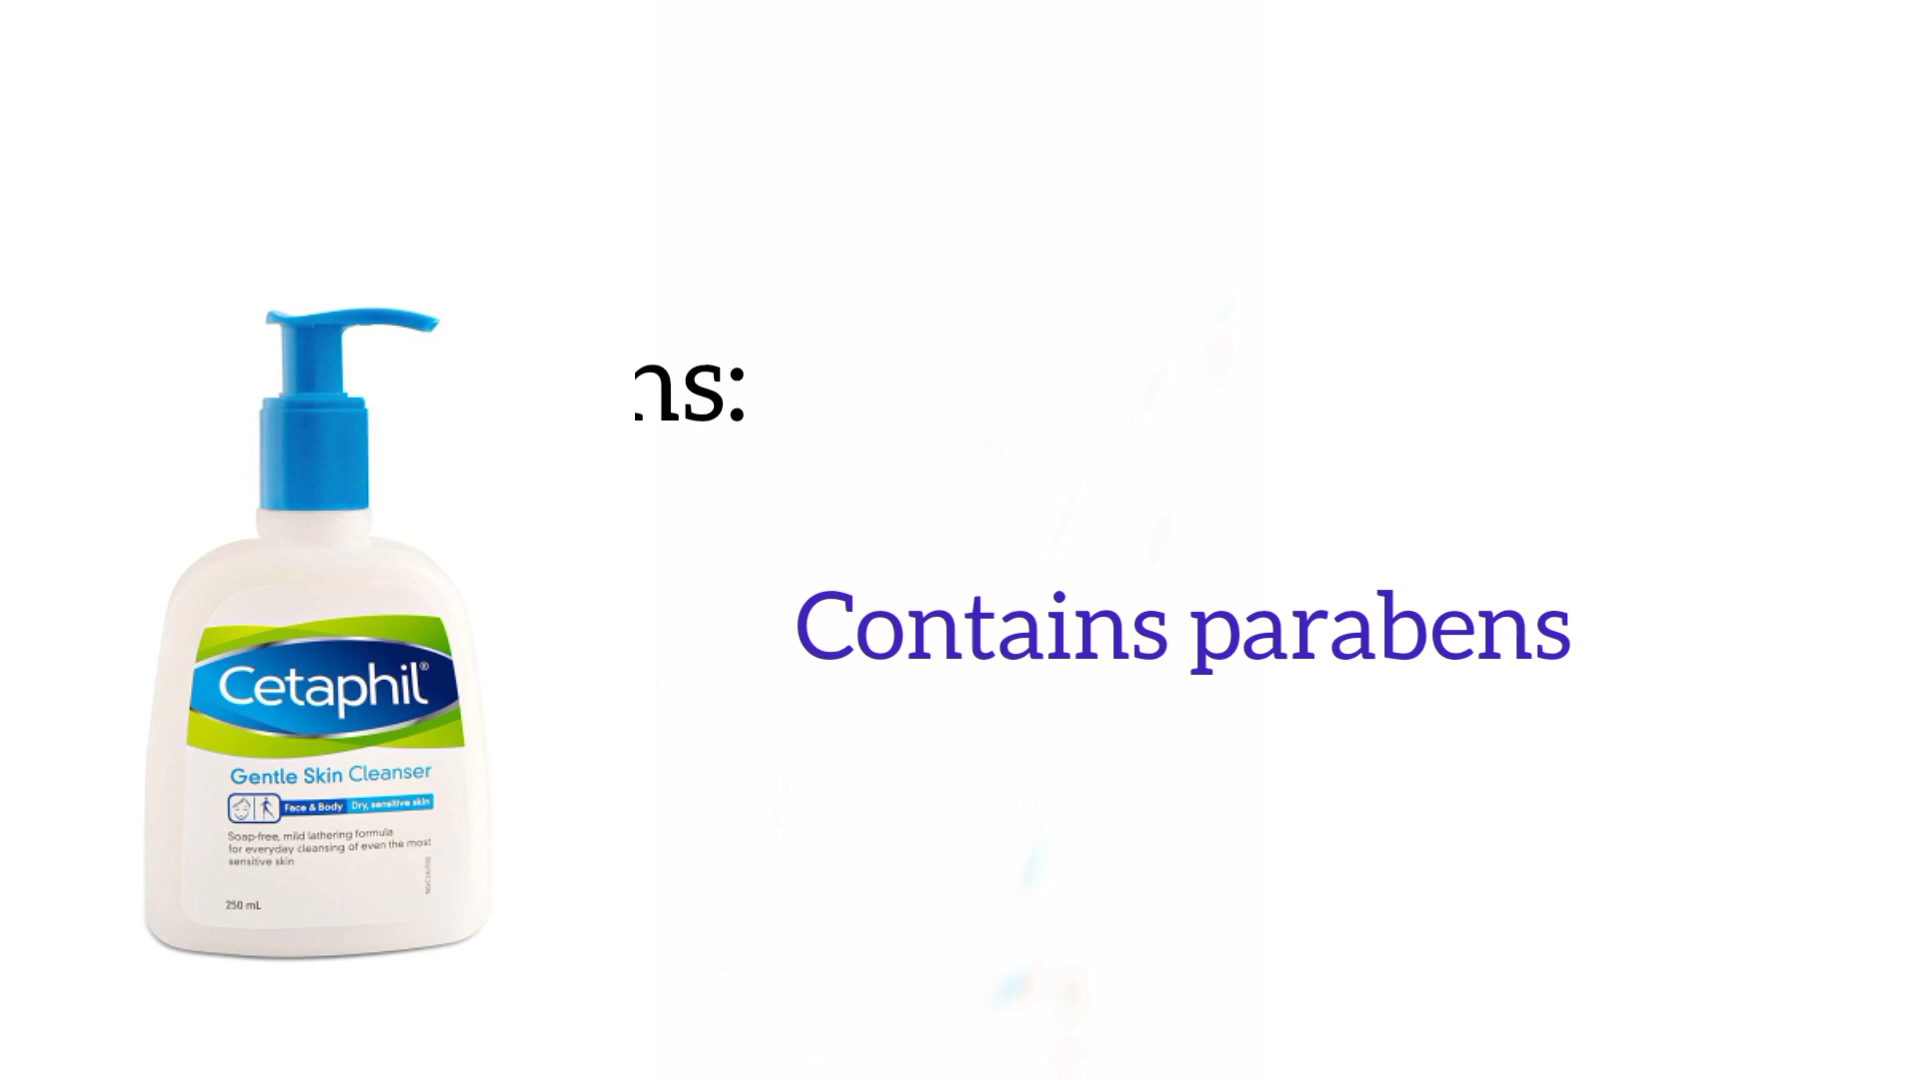 ns:
Contains parabens
Cetaphil®
Gentle Skin Cleanser
Face & Body Dry, sensitive skin
Soap-free, mild lathering formula
for everyday cleansing of even the most
sensitive skin
250 mL